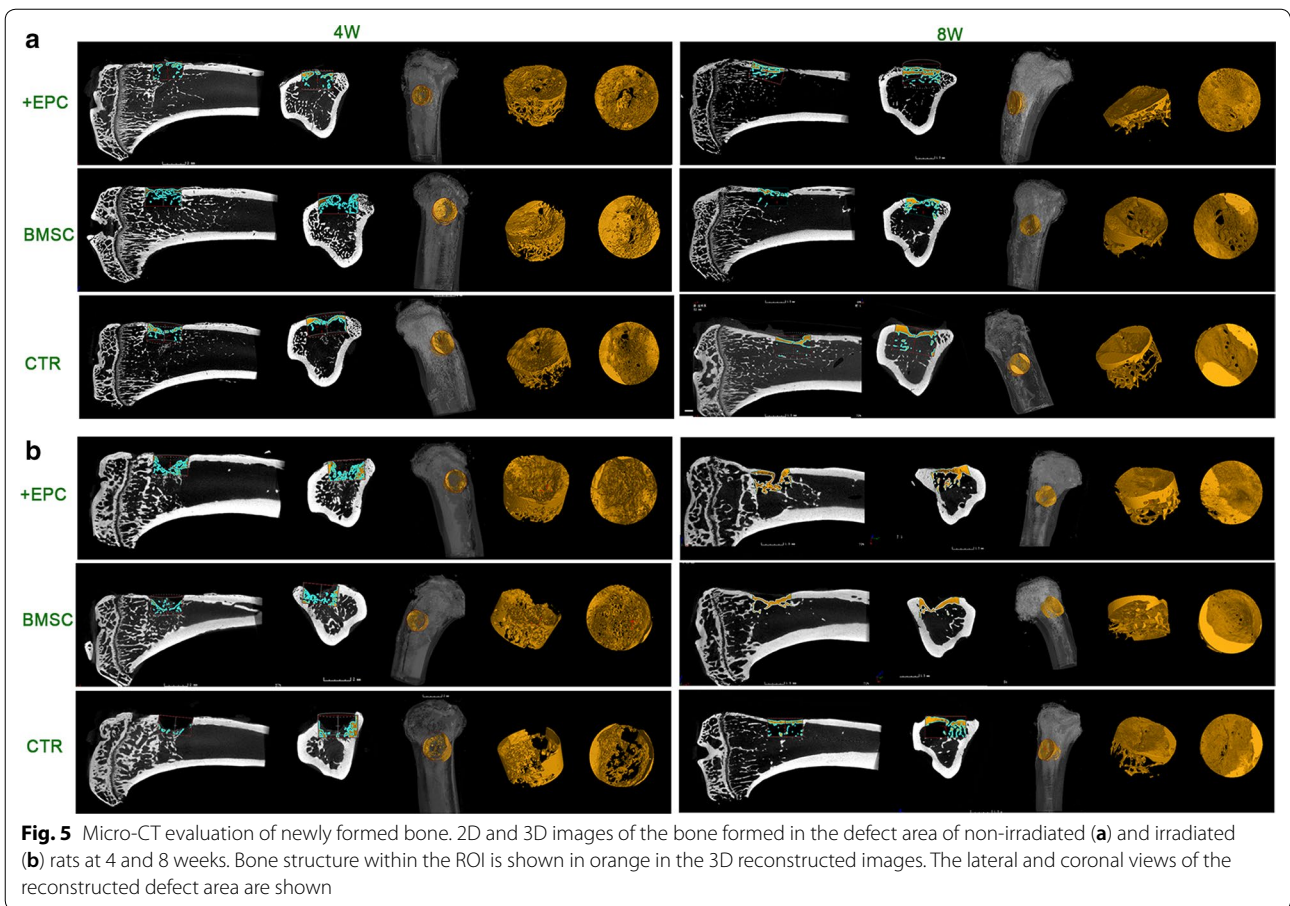 a
4W
8W
+EPC
BMSC
CTR
b
+EPC
BMSC
CTR
Fig. 5 Micro-CT evaluation of newly formed bone. 2D and 3D images of the bone formed in the defect area of non-irradiated (a) and irradiated
(b) rats at 4 and 8 weeks. Bone structure within the ROI is shown in orange in the 3D reconstructed images. The lateral and coronal views of the
reconstructed defect area are shown